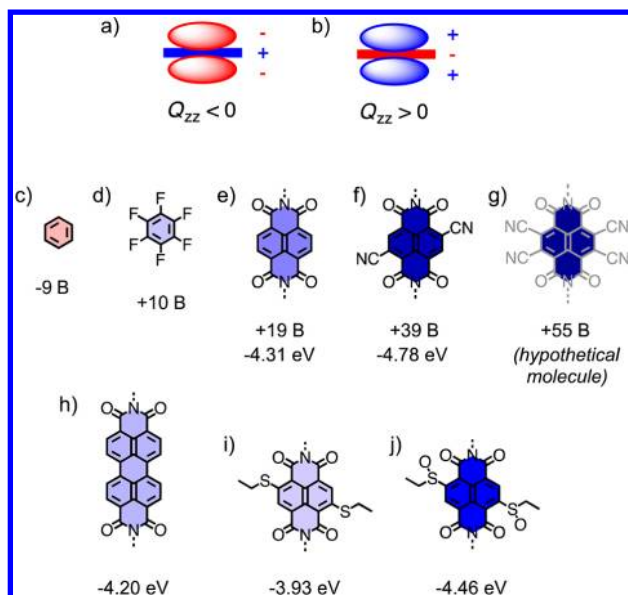 a) - + -
b) + - +
Qzz < 0
Qzz > 0
c)
d) F F F F F F
e) O N O O N O
f) O N O CN NC O N O
g) O N O NC CN NC CN O N O
-9 B
+10 B
+19 B
-4.31 eV
+39 B
-4.78 eV
+55 B
(hypothetical
molecule)
h) O N O O N O
i) O N O S S O N O
j) O N O O S S O O N O
-4.20 eV
-3.93 eV
-4.46 eV